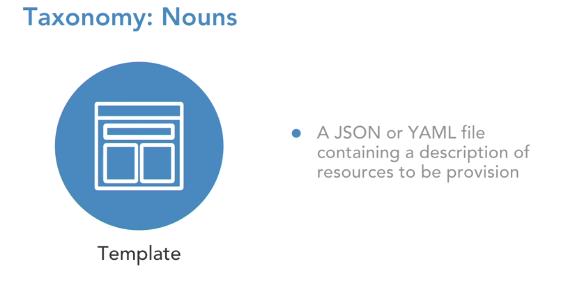 Taxonomy: Nouns
A JSON or YAML file
containing a description of
resources to be provision
Template